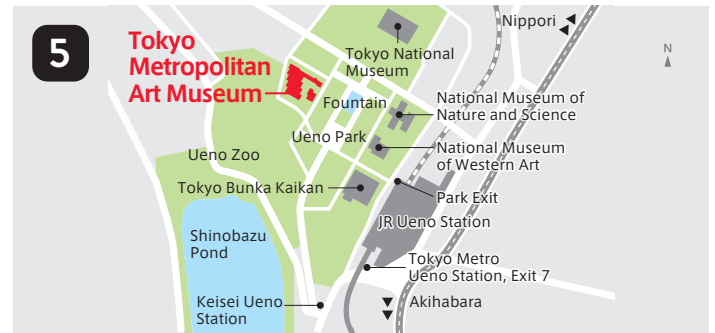 5
Tokyo
Metropolitan
Art Museum
Nippori
N
Tokyo National
Museum
Fountain
National Museum of
Nature and Science
Ueno Park
National Museum
of Western Art
Ueno Zoo
Tokyo Bunka Kaikan
Park Exit
JR Ueno Station
Shinobazu
Pond
Tokyo Metro
Ueno Station, Exit 7
Keisei Ueno
Station
Akihabara